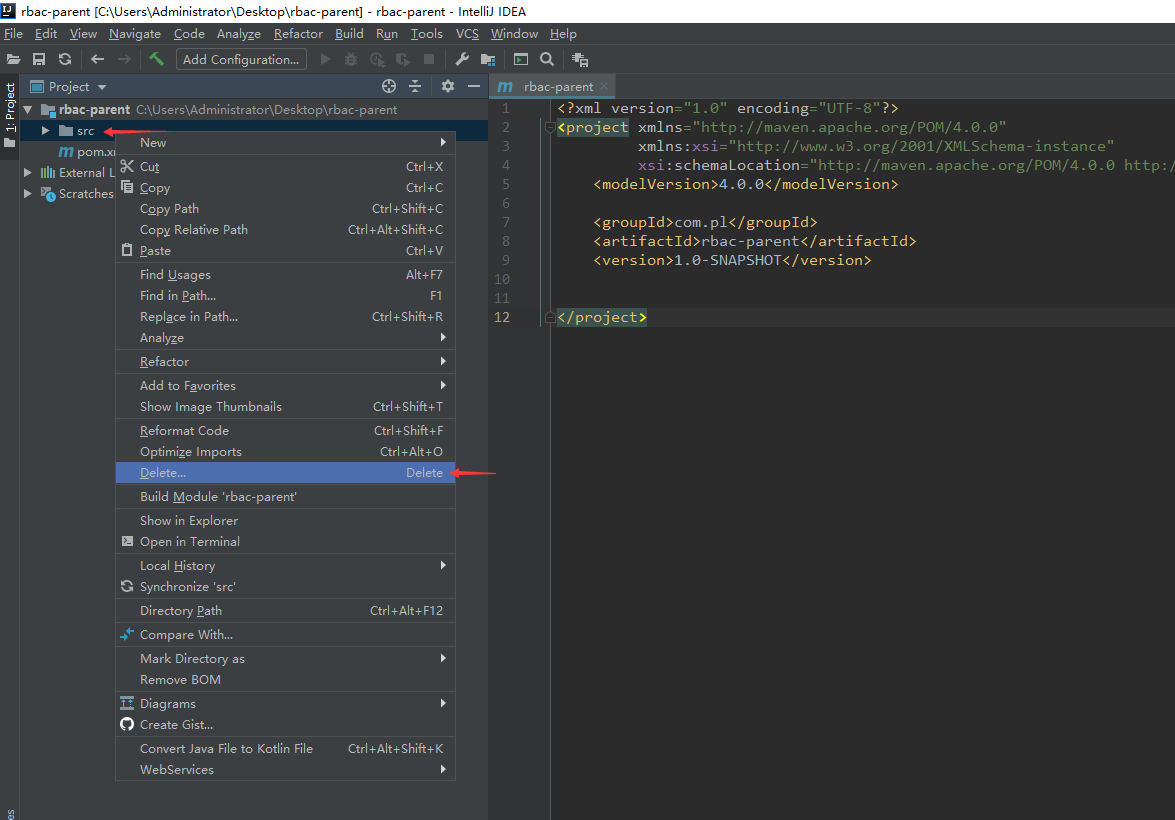 rbac-parent [C:\Users\Administrator\Desktop\rbac-parent] - rbac-parent - IntelliJ IDEA
File Edit View Navigate Code Analyze Refactor Build Run Tools VCS Window Help
Add Configuration...
1: Project
Project
rbac-parent C:\Users\Administrator\Desktop\rbac-parent
src
pom.x
External L
Scratches
New
Cut Ctrl+X
Copy Ctrl+C
Copy Path Ctrl+Shift+C
Copy Relative Path Ctrl+Alt+Shift+C
Paste Ctrl+V
Find Usages Alt+F7
Find in Path... F1
Replace in Path... Ctrl+Shift+R
Analyze
Refactor
Add to Favorites
Show Image Thumbnails Ctrl+Shift+T
Reformat Code Ctrl+Shift+F
Optimize Imports Ctrl+Alt+O
Delete... Delete
Build Module 'rbac-parent'
Show in Explorer
Open in Terminal
Local History
Synchronize 'src'
Directory Path Ctrl+Alt+F12
Compare With...
Mark Directory as
Remove BOM
Diagrams
Create Gist...
Convert Java File to Kotlin File Ctrl+Alt+Shift+K
WebServices
rbac-parent
1 <?xml version="1.0" encoding="UTF-8"?>
2 <project xmlns="http://maven.apache.org/POM/4.0.0"
3 xmlns:xsi="http://www.w3.org/2001/XMLSchema-instance"
4 xsi:schemaLocation="http://maven.apache.org/POM/4.0.0 http:/
5 <modelVersion>4.0.0</modelVersion>
6
7 <groupId>com.pl</groupId>
8 <artifactId>rbac-parent</artifactId>
9 <version>1.0-SNAPSHOT</version>
10
11
12 </project>